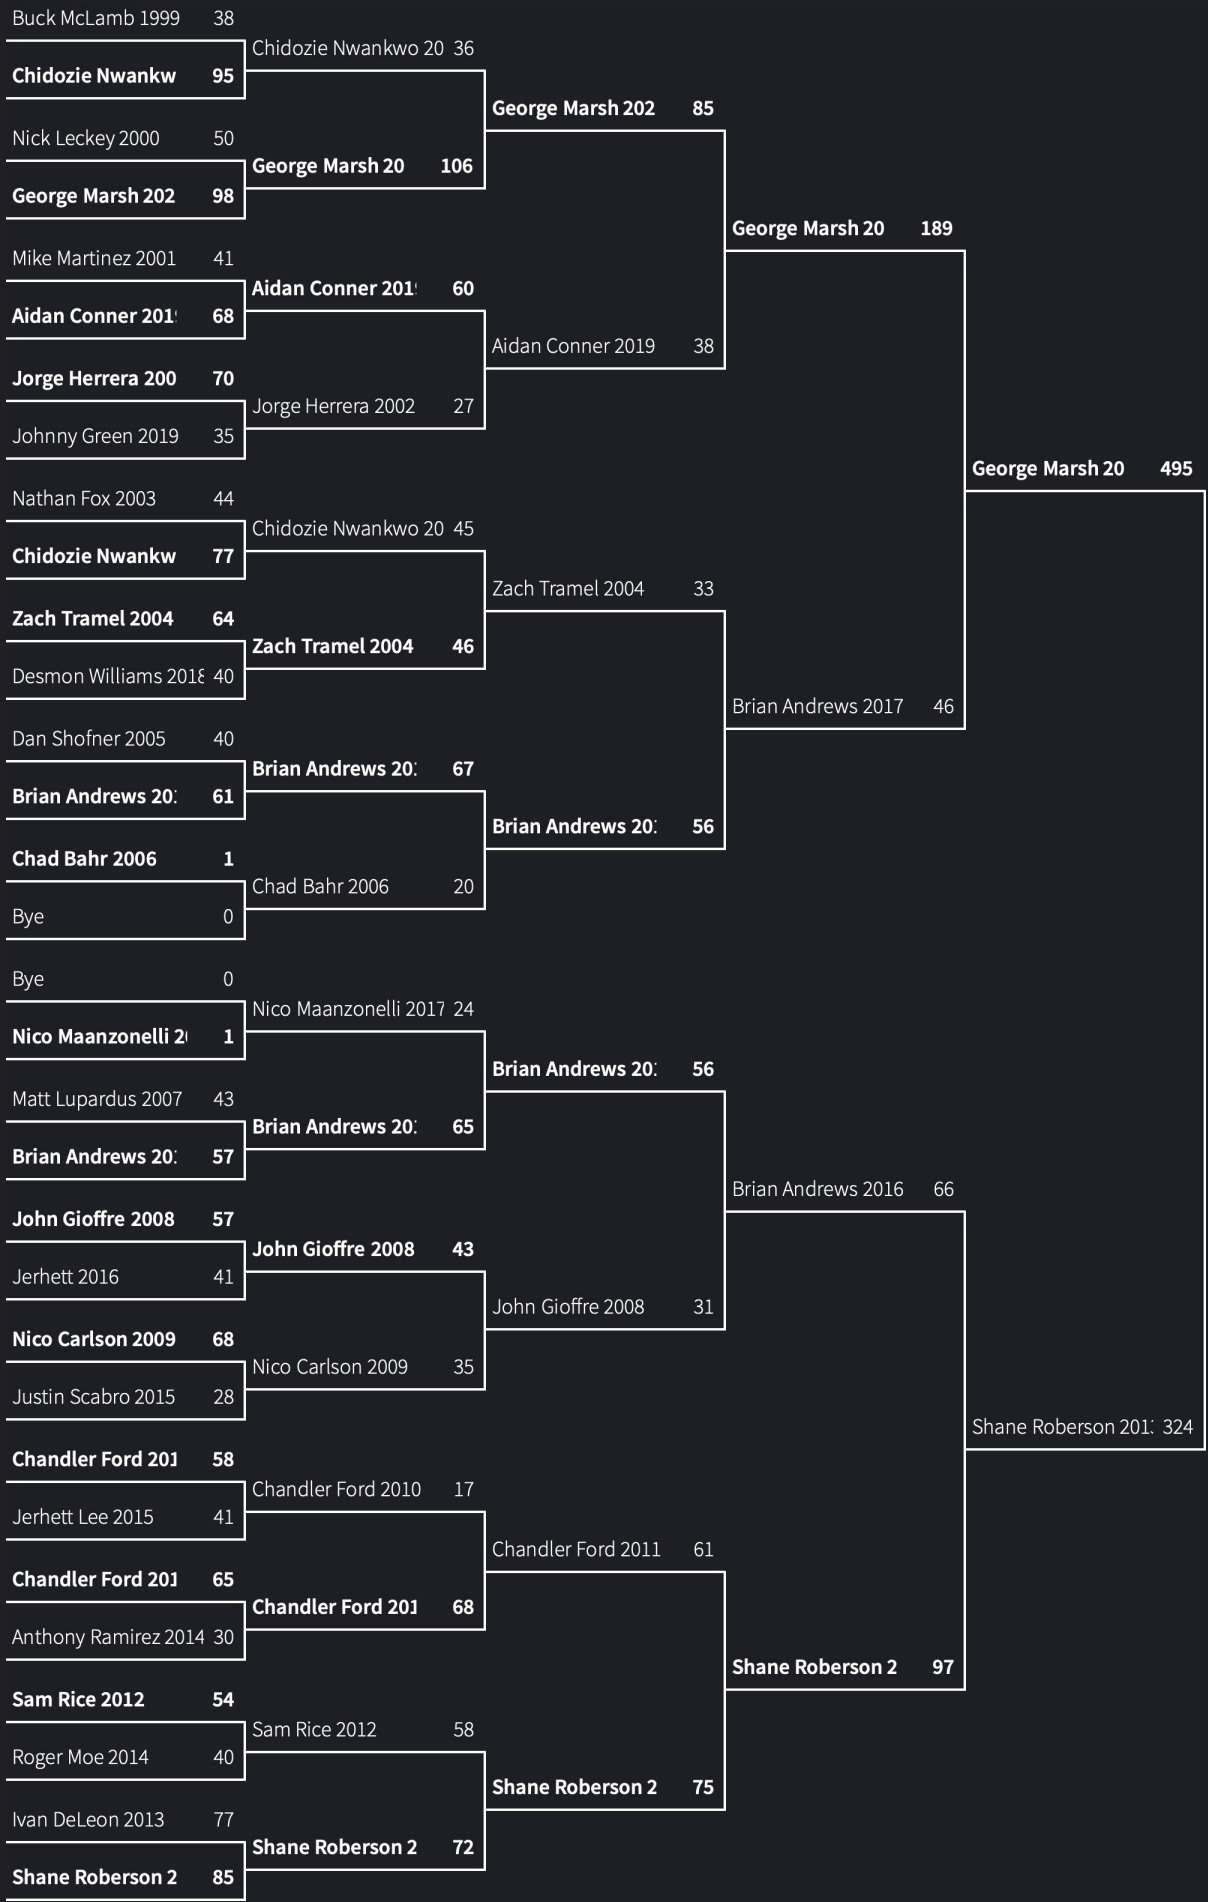 Buck McLamb 1999 38
Chidozie Nwankw 95
Nick Leckey 2000 50
George Marsh 202 98
Mike Martinez 2001 41
Aidan Conner 201 68
Jorge Herrera 200 70
Johnny Green 2019 35
Nathan Fox 2003 44
Chidozie Nwankw 77
Zach Tramel 2004 64
Desmon Williams 2018 40
Dan Shofner 2005 40
Brian Andrews 20 61
Chad Bahr 2006 1
Bye 0
Bye 0
Nico Maanzonelli 2 1
Matt Lupardus 2007 43
Brian Andrews 20 57
John Gioffre 2008 57
Jerhett 2016 41
Nico Carlson 2009 68
Justin Scabro 2015 28
Chandler Ford 201 58
Jerhett Lee 2015 41
Chandler Ford 201 65
Anthony Ramirez 2014 30
Sam Rice 2012 54
Roger Moe 2014 40
Ivan DeLeon 2013 77
Shane Roberson 2 85
Chidozie Nwankwo 20 36
George Marsh 20 106
Aidan Conner 201 60
Jorge Herrera 2002 27
Chidozie Nwankwo 20 45
Zach Tramel 2004 46
Brian Andrews 20 67
Chad Bahr 2006 20
Nico Maanzonelli 2017 24
Brian Andrews 20 65
John Gioffre 2008 43
Nico Carlson 2009 35
Chandler Ford 2010 17
Chandler Ford 201 68
Sam Rice 2012 58
Shane Roberson 2 72
George Marsh 202 85
Aidan Conner 2019 38
Zach Tramel 2004 33
Brian Andrews 20 56
Brian Andrews 20 56
John Gioffre 2008 31
Chandler Ford 2011 61
Shane Roberson 2 75
George Marsh 20 189
Brian Andrews 2017 46
Brian Andrews 2016 66
Shane Roberson 2 97
George Marsh 20 495
Shane Roberson 201 324